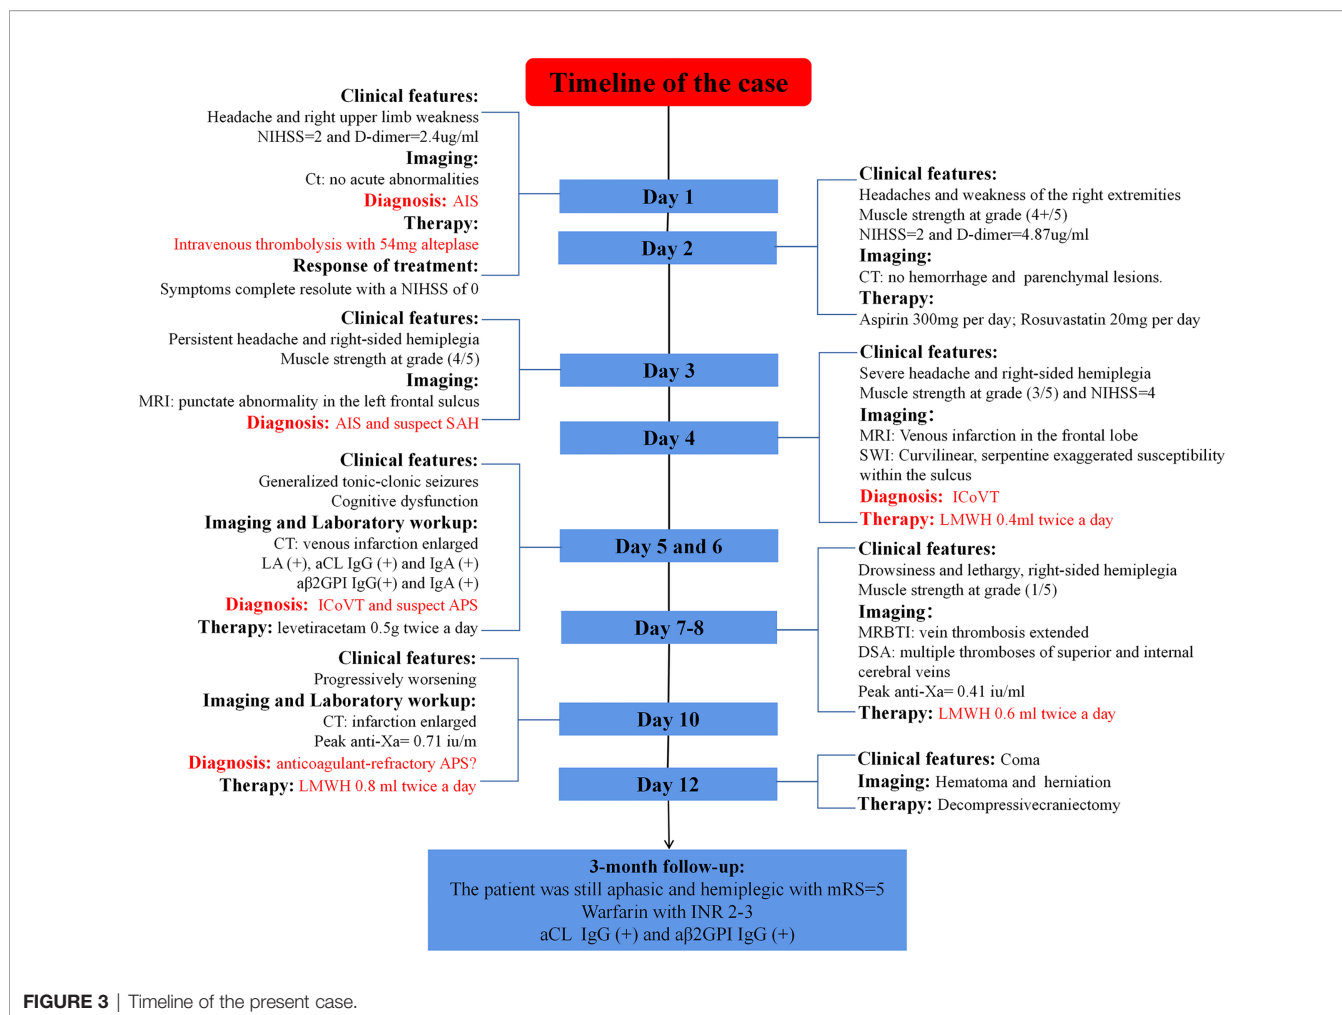 Timeline of the case
Clinical features:
Headache and right upper limb weakness
NIHSS=2 and D-dimer=2.4ug/ml
Imaging:
Ct: no acute abnormalities
Diagnosis: AIS
Therapy:
Intravenous thrombolysis with 54mg alteplase
Response of treatment:
Symptoms complete resolute with a NIHSS of 0
Day 1
Day 2
Clinical features:
Headaches and weakness of the right extremities
Muscle strength at grade (4+/5)
NIHSS=2 and D-dimer=4.87ug/ml
Imaging:
CT: no hemorrhage and parenchymal lesions.
Therapy:
Aspirin 300mg per day; Rosuvastatin 20mg per day
Clinical features:
Persistent headache and right-sided hemiplegia
Muscle strength at grade (4/5)
Imaging:
MRI: punctate abnormality in the left frontal sulcus
Diagnosis: AIS and suspect SAH
Day 3
Day 4
Clinical features:
Severe headache and right-sided hemiplegia
Muscle strength at grade (3/5) and NIHSS=4
Imaging:
MRI: Venous infarction in the frontal lobe
SWI: Curvilinear, serpentine exaggerated susceptibility
within the sulcus
Diagnosis: ICoVT
Therapy: LMWH 0.4ml twice a day
Clinical features:
Generalized tonic-clonic seizures
Cognitive dysfunction
Imaging and Laboratory workup:
CT: venous infarction enlarged
LA (+), aCL IgG (+) and IgA (+)
aβ2GPI IgG(+) and IgA (+)
Diagnosis: ICoVT and suspect APS
Therapy: levetiracetam 0.5g twice a day
Day 5 and 6
Day 7-8
Clinical features:
Drowsiness and lethargy, right-sided hemiplegia
Muscle strength at grade (1/5)
Imaging:
MRBTI: vein thrombosis extended
DSA: multiple thromboses of superior and internal
cerebral veins
Peak anti-Xa= 0.41 iu/ml
Therapy: LMWH 0.6 ml twice a day
Clinical features:
Progressively worsening
Imaging and Laboratory workup:
CT: infarction enlarged
Peak anti-Xa= 0.71 iu/m
Diagnosis: anticoagulant-refractory APS?
Therapy: LMWH 0.8 ml twice a day
Day 10
Day 12
Clinical features: Coma
Imaging: Hematoma and herniation
Therapy: Decompressivecraniectomy
3-month follow-up:
The patient was still aphasic and hemiplegic with mRS=5
Warfarin with INR 2-3
aCL IgG (+) and aβ2GPI IgG (+)
FIGURE 3 | Timeline of the present case.